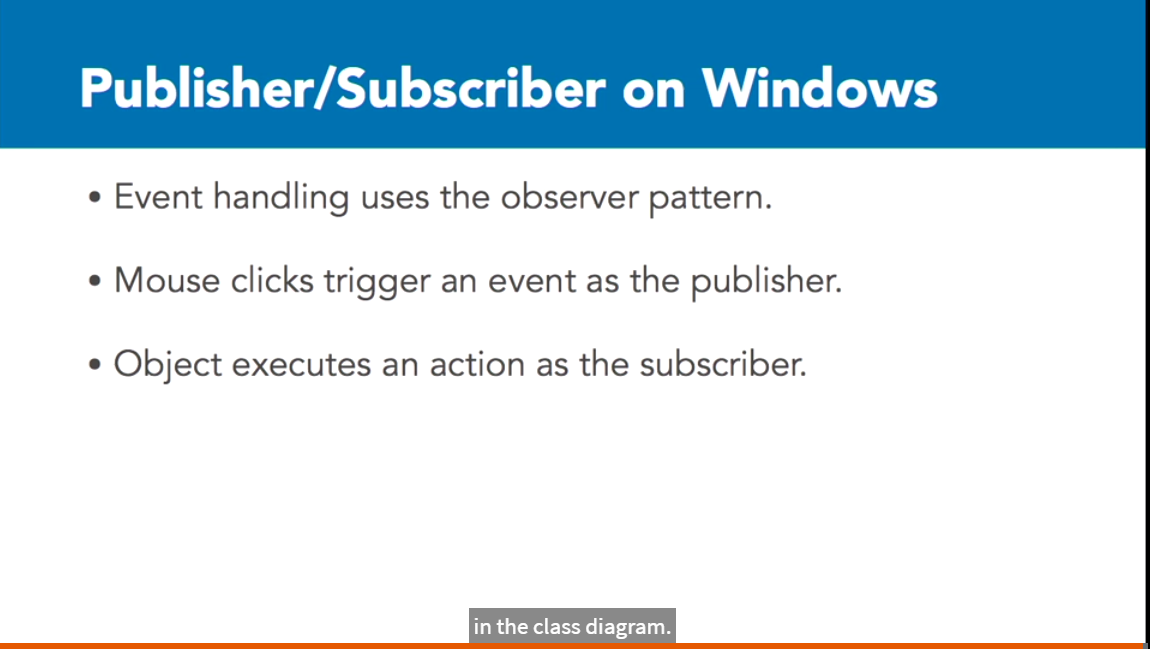 Publisher/Subscriber on Windows
• Event handling uses the observer pattern.
• Mouse clicks trigger an event as the publisher.
• Object executes an action as the subscriber.
in the class diagram.